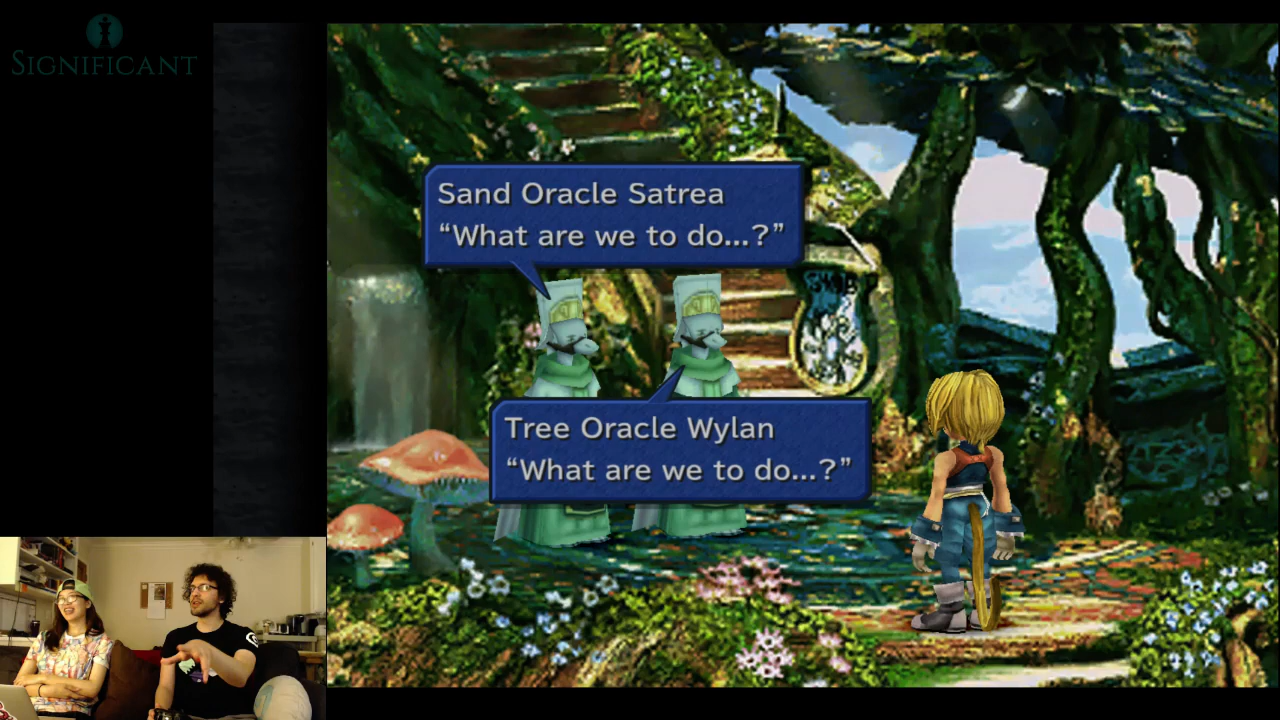 SIGNIFICANT
Sand Oracle Satrea
“What are we to do...?”
Tree Oracle Wylan
“What are we to do...?”